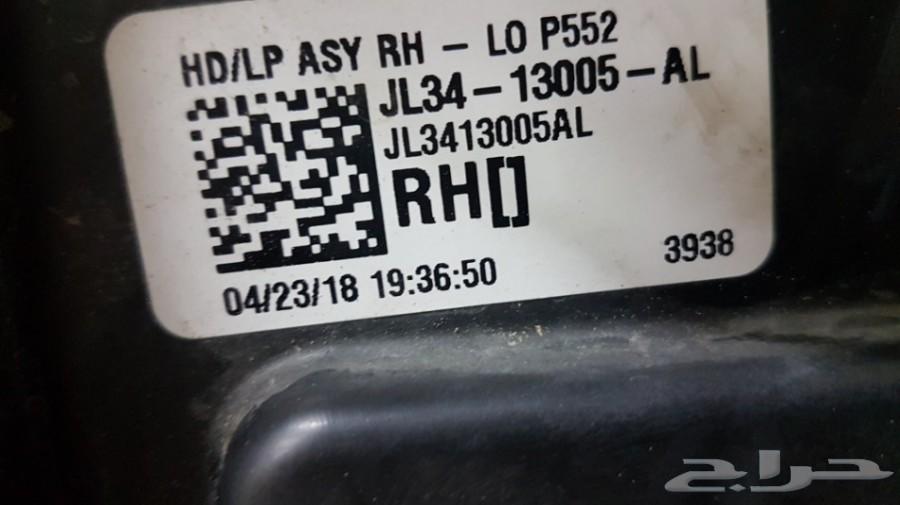 HD/LP ASY RH - LO P552
JL34-13005-AL
JL3413005AL
RH[]
04/23/18 19:36:50
3938
حراج